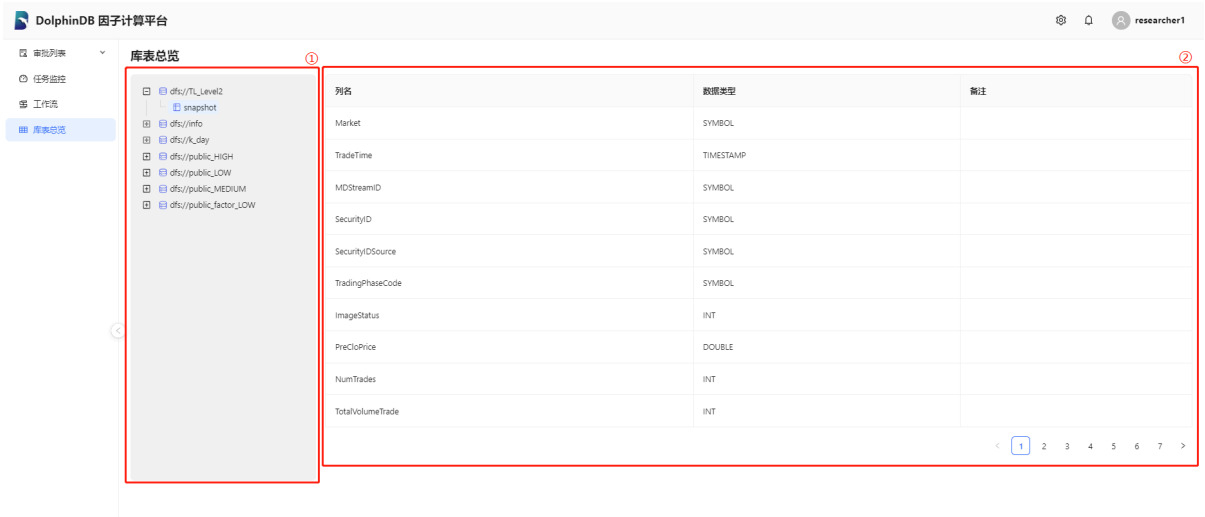 DolphinDB 因子计算平台
researcher1
审批列表
任务监控
工作流
库表总览
库表总览
①
②
dfs://TL_Level2
snapshot
dfs://info
dfs://k_day
dfs://public_HIGH
dfs://public_LOW
dfs://public_MEDIUM
dfs://public_factor_LOW
列名 数据类型 备注
Market SYMBOL
TradeTime TIMESTAMP
MDStreamID SYMBOL
SecurityID SYMBOL
SecurityIDSource SYMBOL
TradingPhaseCode SYMBOL
ImageStatus INT
PreCloPrice DOUBLE
NumTrades INT
TotalVolumeTrade INT
< 1 2 3 4 5 6 7 >